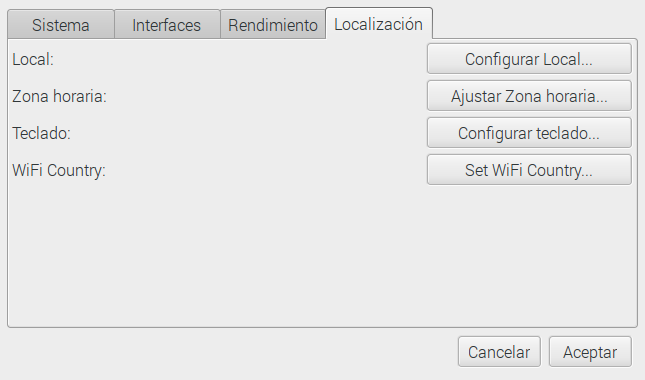 Sistema Interfaces Rendimiento Localización
Local: Configurar Local...
Zona horaria: Ajustar Zona horaria...
Teclado: Configurar teclado...
WiFi Country: Set WiFi Country...
Cancelar Aceptar